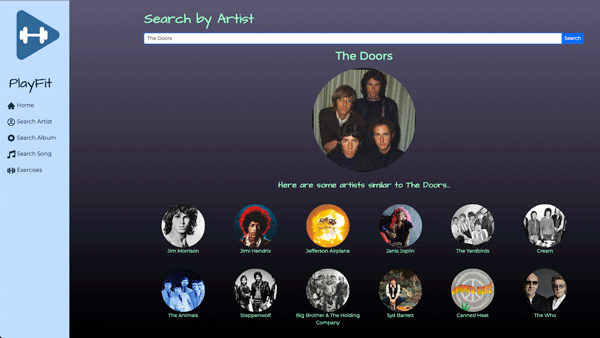 PlayFit
Home
Search Artist
Search Album
Search Song
Exercises
Search by Artist
The Doors
Search
The Doors
Here are some artists similar to The Doors...
Jim Morrison
Jimi Hendrix
Jefferson Airplane
Janis Joplin
The Yardbirds
Cream
The Animals
Steppenwolf
Big Brother & The Holding
Company
Syd Barrett
Canned Heat
The Who